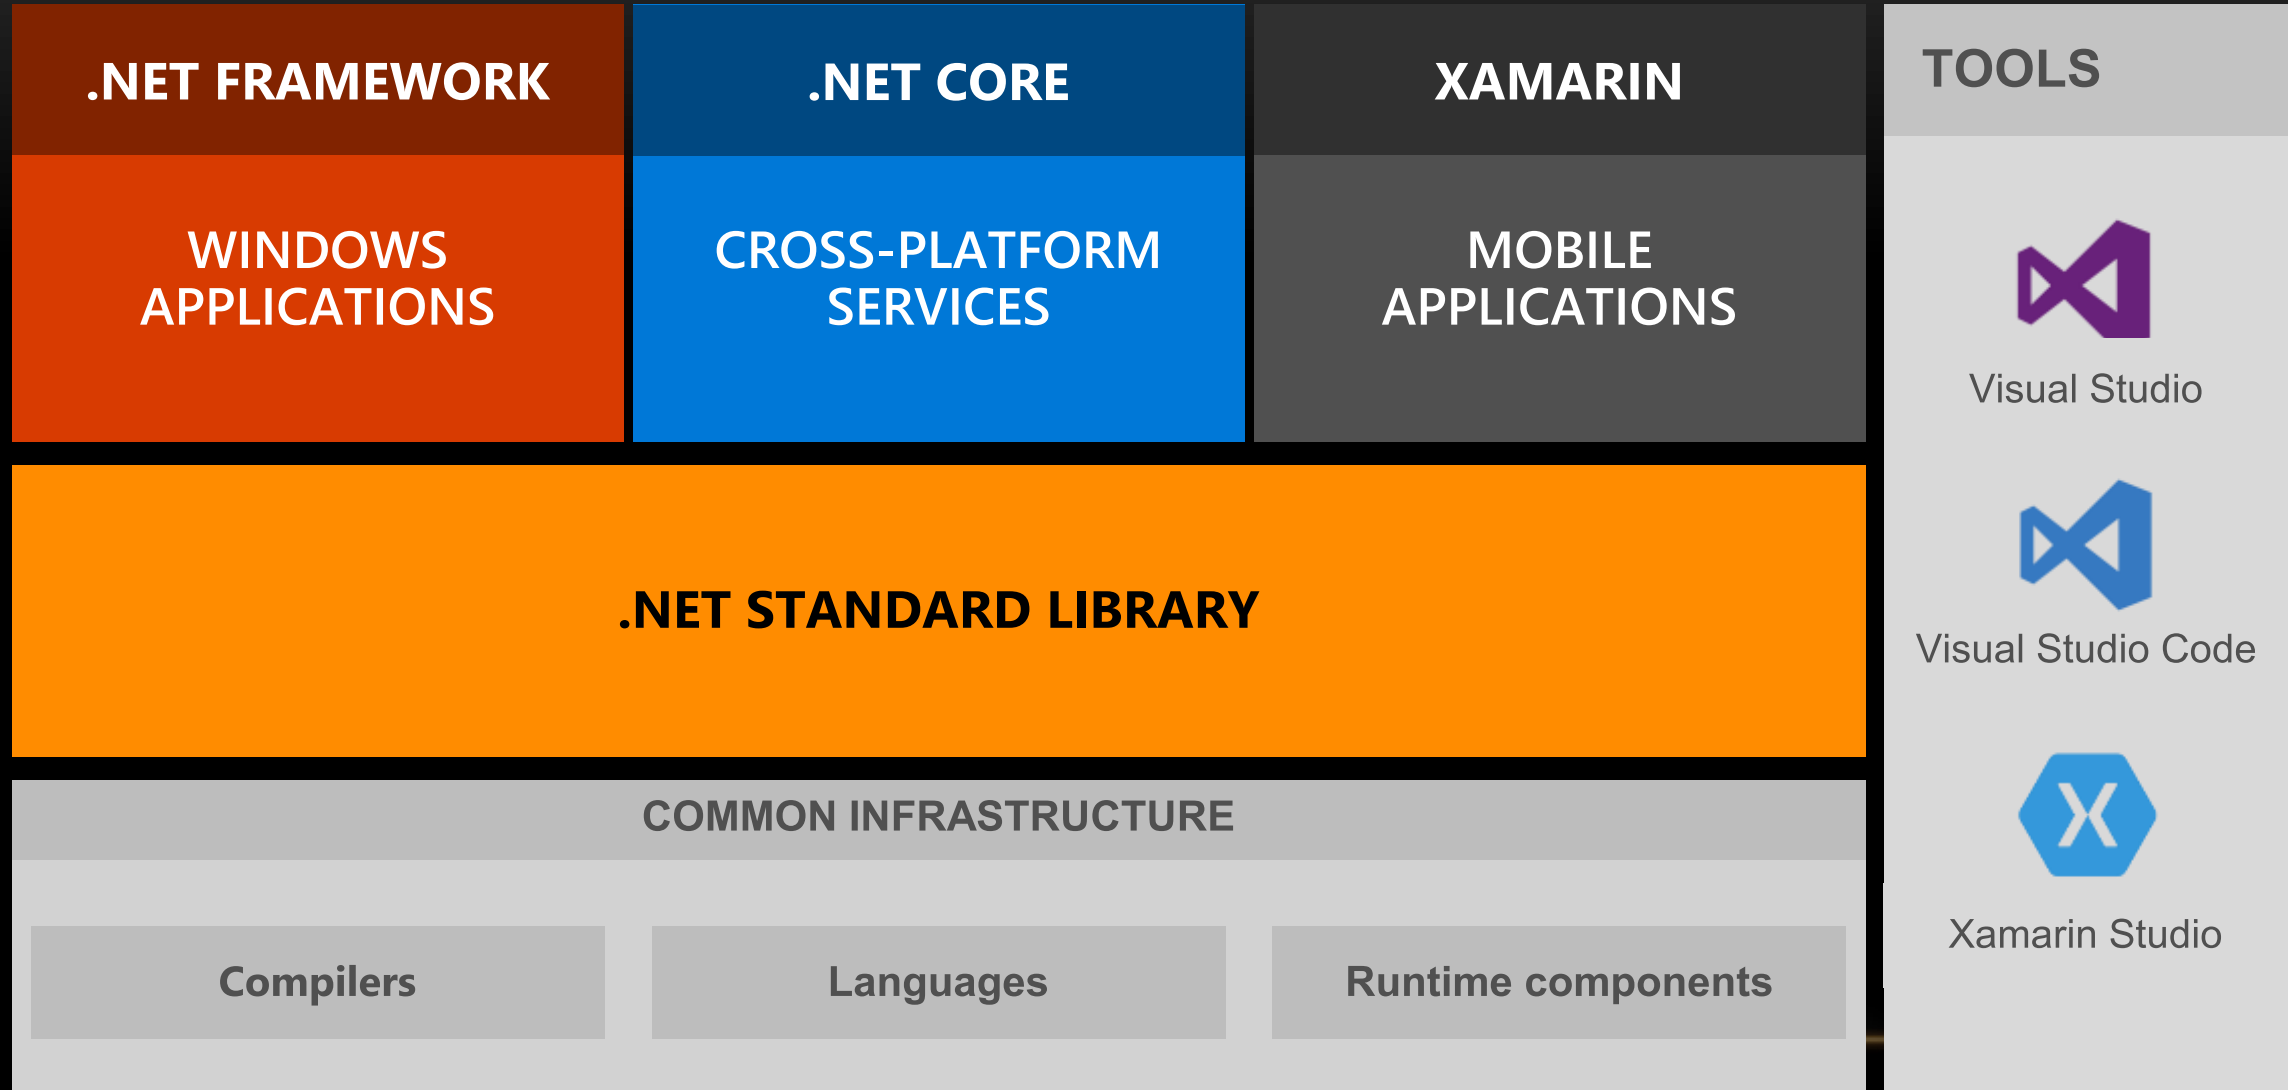 .NET FRAMEWORK
WINDOWS
APPLICATIONS
.NET CORE
CROSS-PLATFORM
SERVICES
XAMARIN
MOBILE
APPLICATIONS
.NET STANDARD LIBRARY
COMMON INFRASTRUCTURE
Compilers
Languages
Runtime components
TOOLS
Visual Studio
Visual Studio Code
Xamarin Studio